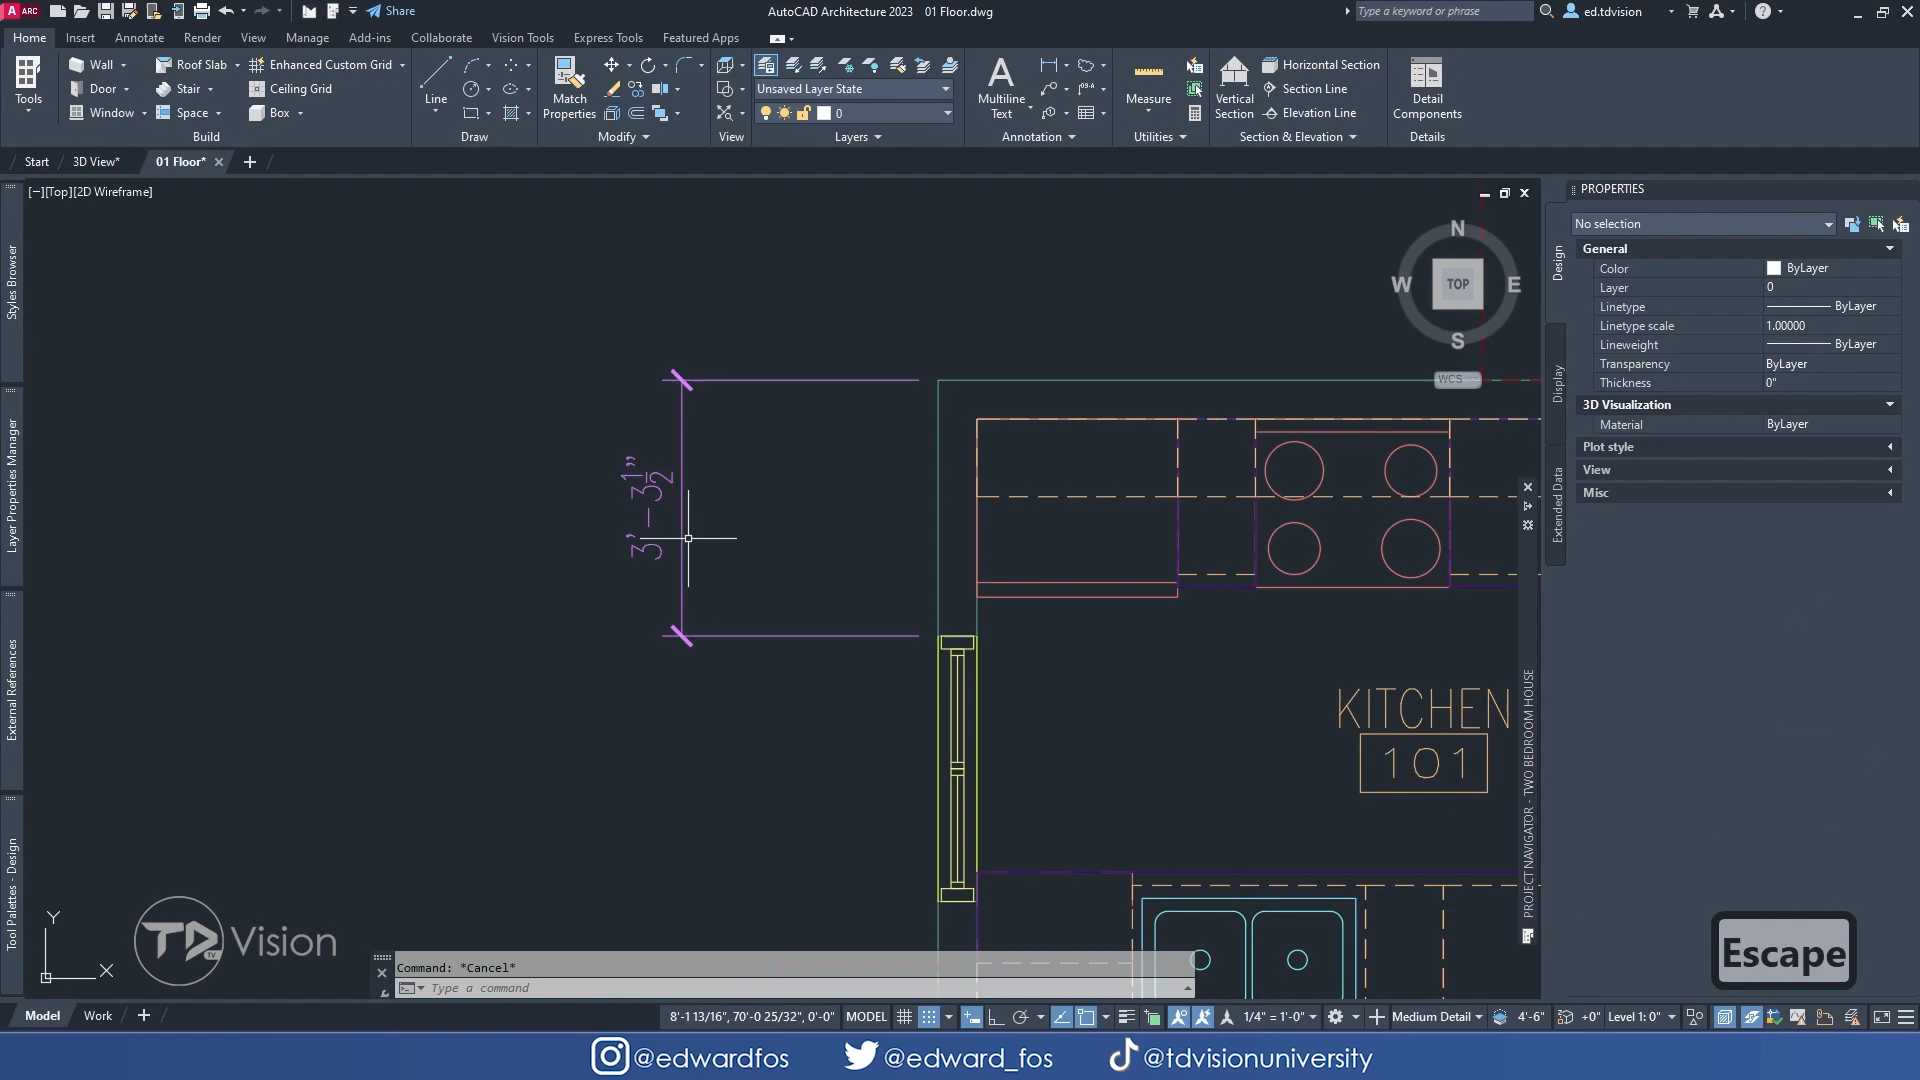 ARC
Share
AutoCAD Architecture 2023 01 Floor.dwg
Type a keyword or phrase
ed.tdvision
Home Insert Annotate Render View Manage Add-ins Collaborate Vision Tools Express Tools Featured Apps
Tools
Wall
Door
Window
Roof Slab
Stair
Space
Enhanced Custom Grid
Ceiling Grid
Box
Build
Line
Draw
Match Properties
Modify
View
Unsaved Layer State
0
Layers
Multiline Text
Annotation
Measure
Utilities
Vertical Section
Horizontal Section
Section Line
Elevation Line
Section & Elevation
Detail Components
Details
Start 3D View* 01 Floor*
[−][Top][2D Wireframe]
Styles Browser
Layer Properties Manager
External References
Tool Palettes - Design
N
W TOP E
S
WCS
3'-3 1/2"
KITCHEN
101
PROJECT NAVIGATOR - TWO BEDROOM HOUSE
PROPERTIES
Design
Display
Extended Data
No selection
General
Color ByLayer
Layer 0
Linetype ByLayer
Linetype scale 1.00000
Lineweight ByLayer
Transparency ByLayer
Thickness 0"
3D Visualization
Material ByLayer
Plot style
View
Misc
Y
X
TD TV Vision
Command: *Cancel*
Type a command
Escape
Model Work
8'-1 13/16", 70'-0 25/32", 0'-0" MODEL
1/4" = 1'-0" Medium Detail 4'-6" +0" Level 1: 0"
@edwardfos @edward_fos @tdvisionuniversity